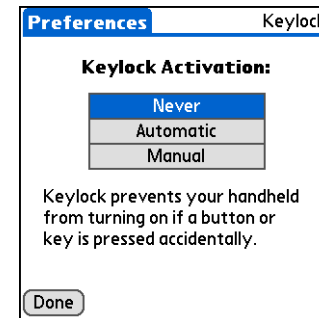 Preferences Keylock
Keylock Activation:
Never
Automatic
Manual
Keylock prevents your handheld
from turning on if a button or
key is pressed accidentally.
Done